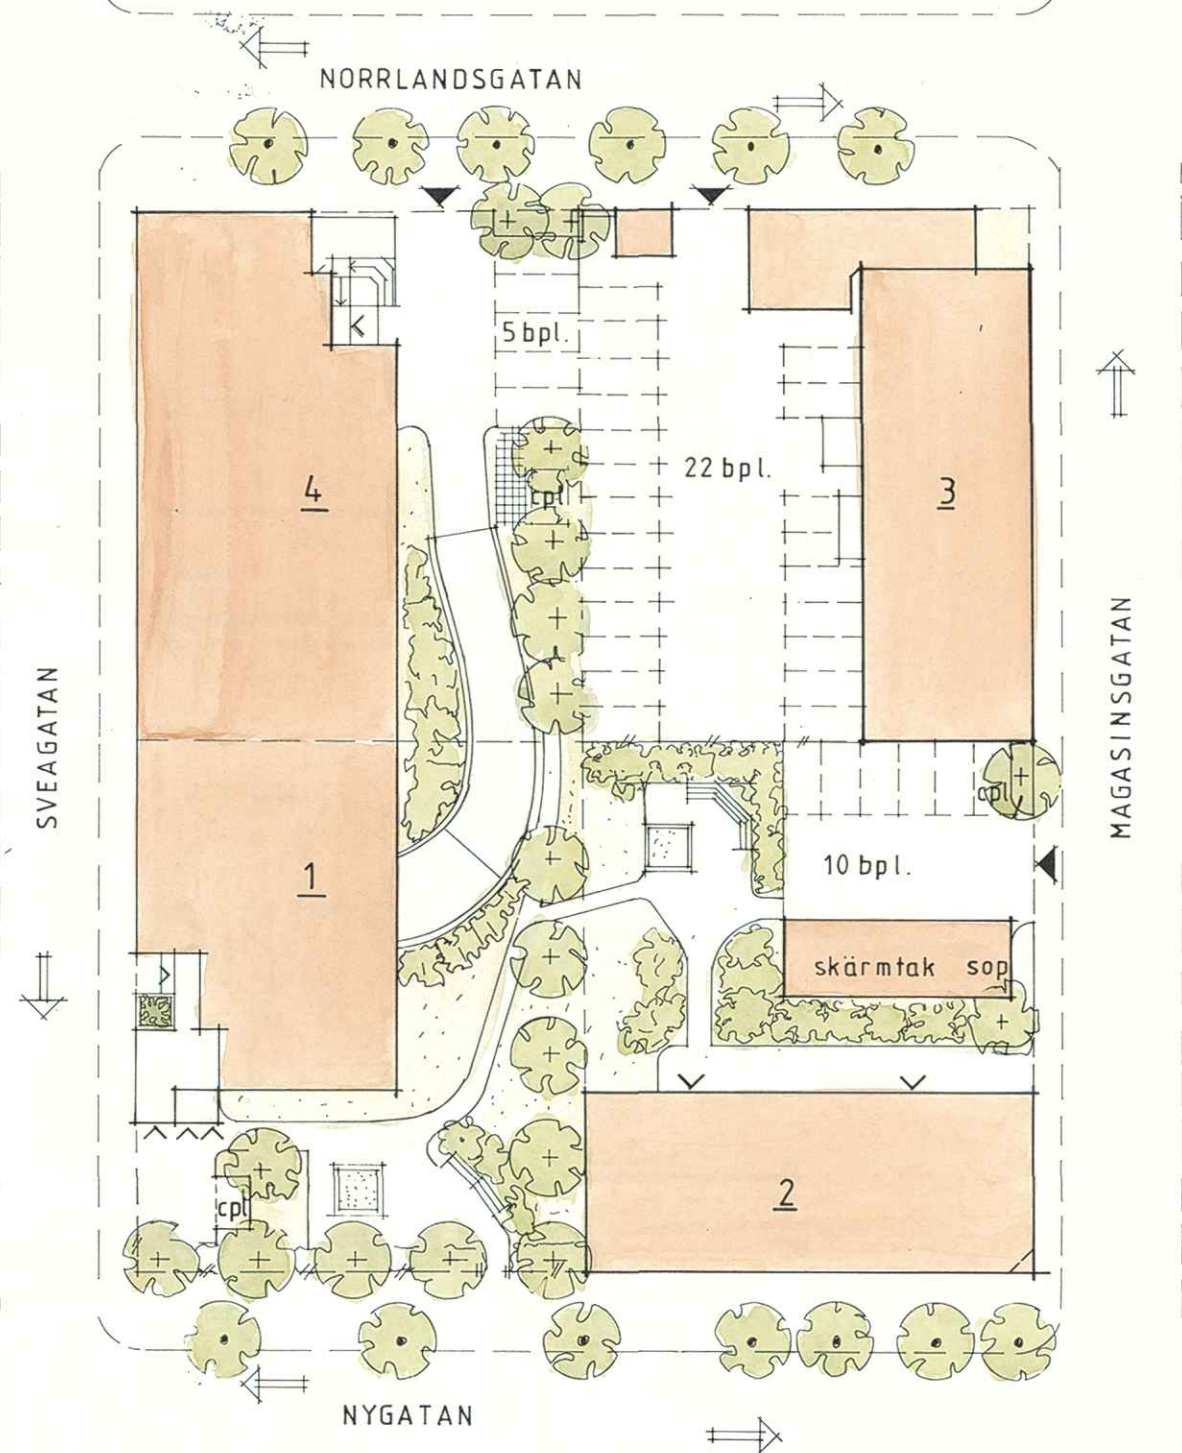 NORRLANDSGATAN
5 bpl.
22 bpl.
4
cpl
3
SVEAGATAN
MAGASINSGATAN
cpl
1
10 bpl.
skärmtak sop
2
cpl
NYGATAN